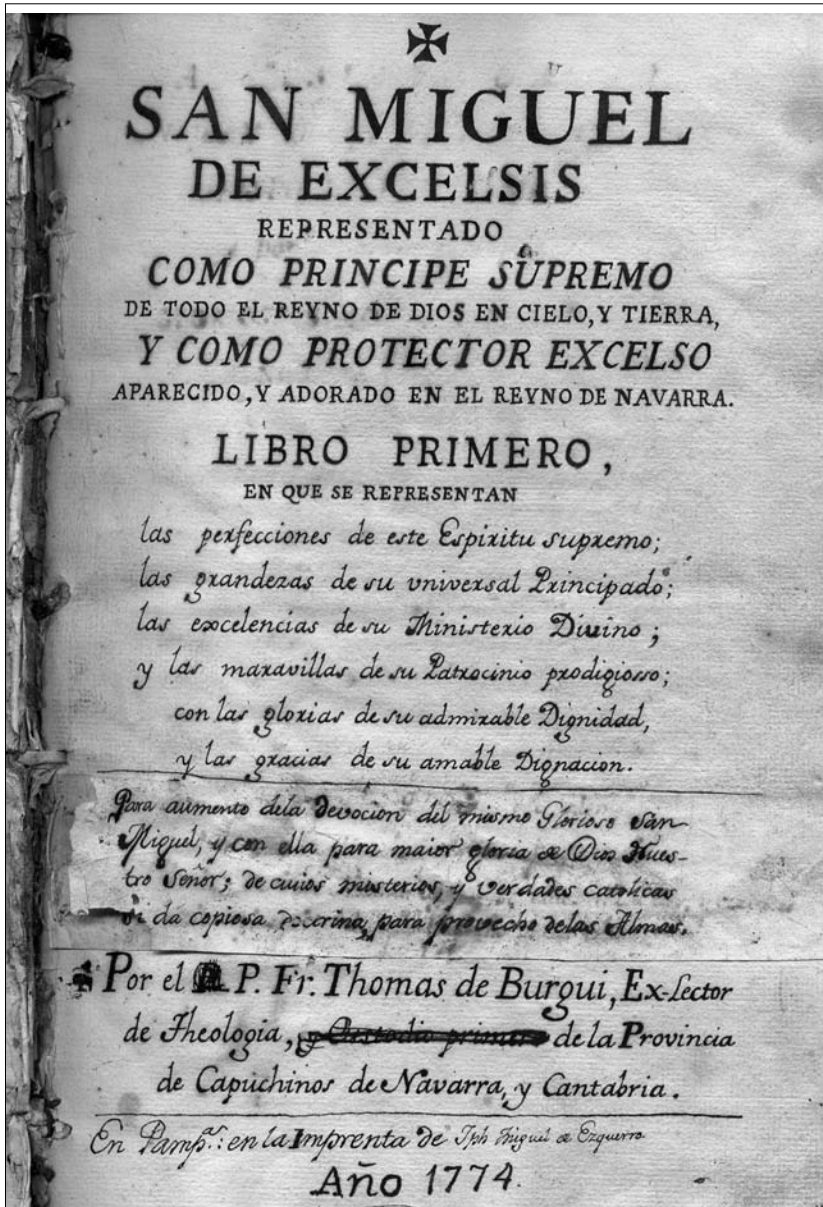 SAN MIGUEL
DE EXCELSIS
REPRESENTADO
COMO PRINCIPE SUPREMO
DE TODO EL REYNO DE DIOS EN CIELO, Y TIERRA,
Y COMO PROTECTOR EXCELSO
APARECIDO, Y ADORADO EN EL REYNO DE NAVARRA.
LIBRO PRIMERO,
EN QUE SE REPRESENTAN
las perfecciones de este Espiritu supremo;
las grandezas de su universal Principado;
las excelencias de su Ministerio Divino;
y las maravillas de su Patrocinio prodigiosso;
con las glorias de su admirable Dignidad,
y las gracias de su amable Dignacion.
Para aumento dela devocion del mismo Glorioso San
Miguel, y con ella para maior gloria de Dios Nues-
tro Señor; de cuios misterios, y verdades catolicas
se da copiosa doctrina, para provecho delas Almas.
Por el P. Fr. Thomas de Burgui, Ex-Lector
de Theologia, y Custodio primero de la Provincia
de Capuchinos de Navarra, y Cantabria.
En Pamp.ª: en la Imprenta de Jph Miguel de Ezquerro
Año 1774.